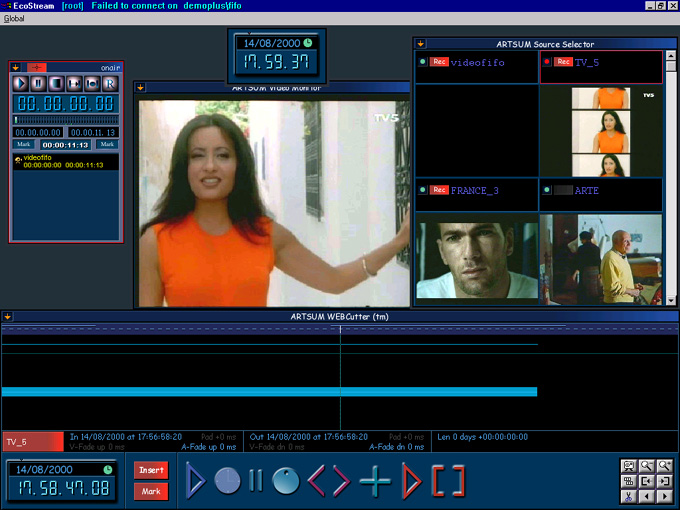 EcoStream [root] Failed to connect on demoplus\fifo
Global
14/08/2000
17.59.37
onair
R
00.00.00.00
00.00.00.00 00.00.11.13
Mark 00:00:11:13 Mark
videofifo
00:00:00:00 00:00:11:13
ARTSUM Video Monitor
TV5
ARTSUM Source Selector
Rec videofifo
Rec TV_5
TV5
Rec FRANCE_3
ARTE
ARTSUM WEBCutter (tm)
TV_5
In 14/08/2000 at 17:56:58:20 Pad +0 ms
V-Fade up 0 ms A-Fade up 0 ms
Out 14/08/2000 at 17:56:58:20 Pad +0 ms
V-Fade dn 0 ms A-Fade dn 0 ms
Len 0 days +00:00:00:00
14/08/2000
17.58.47.08
Insert
Mark